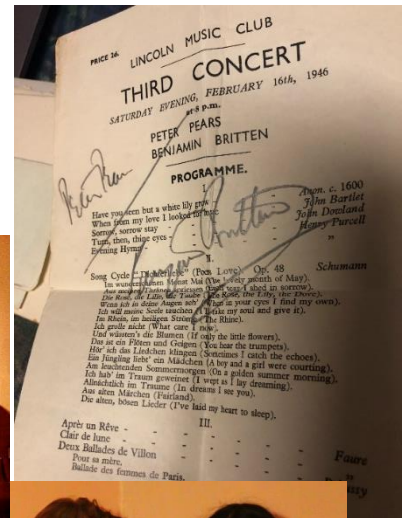 PRICE 2d.
LINCOLN MUSIC CLUB
THIRD CONCERT
SATURDAY EVENING, FEBRUARY 16th, 1946
at 8 p.m.
PETER PEARS
BENJAMIN BRITTEN
PROGRAMME.
I.
Have you seen but a white lily grow Anon. c. 1600
When from my love I looked for John Bartlet
Sorrow, sorrow stay John Dowland
Turn, then, thine eyes - Henry Purcell
Evening Hymn "
II.
Song Cycle " (Poet's Love) Op. 48 Schumann
Im wunderschönen Monat Mai (The lovely month of May).
Aus meinen Thränen spriessen (Each tear I shed in sorrow).
Die Rose, die Lilie, die Taube (The Rose, the Lily, the Dove).
Wenn ich in deine Augen seh' (When in your eyes I find my own).
Ich will meine Seele tauchen (I take my soul and give it).
Im Rhein, im heiligen Strome (The Rhine).
Ich grolle nicht (What care I now).
Und wüssten's die Blumen (If only the little flowers).
Das ist ein Flöten und Geigen (You hear the trumpets).
Hör' ich das Liedchen klingen (Sometimes I catch the echoes).
Ein Jüngling liebt' ein Mädchen (A boy and a girl were courting).
Am leuchtenden Sommermorgen (On a golden summer morning).
Ich hab' im Traum geweinet (I wept as I lay dreaming).
Allnächtlich im Traume (In dreams I see you).
Aus alten Märchen (Fairland).
Die alten, bösen Lieder (I've laid my heart to sleep).
III.
Après un Rêve - - - - - Faure
Clair de lune - - - - - "
Deux Ballades de Villon - - -
Pour sa mère.
Ballade des femmes de Paris.
Peter Pears
Benjamin Britten